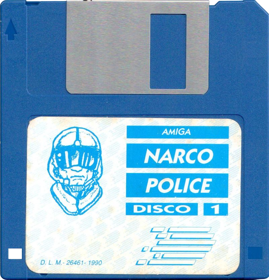 AMIGA
NARCO
POLICE
DISCO 1
D. L. M - 26461 - 1990